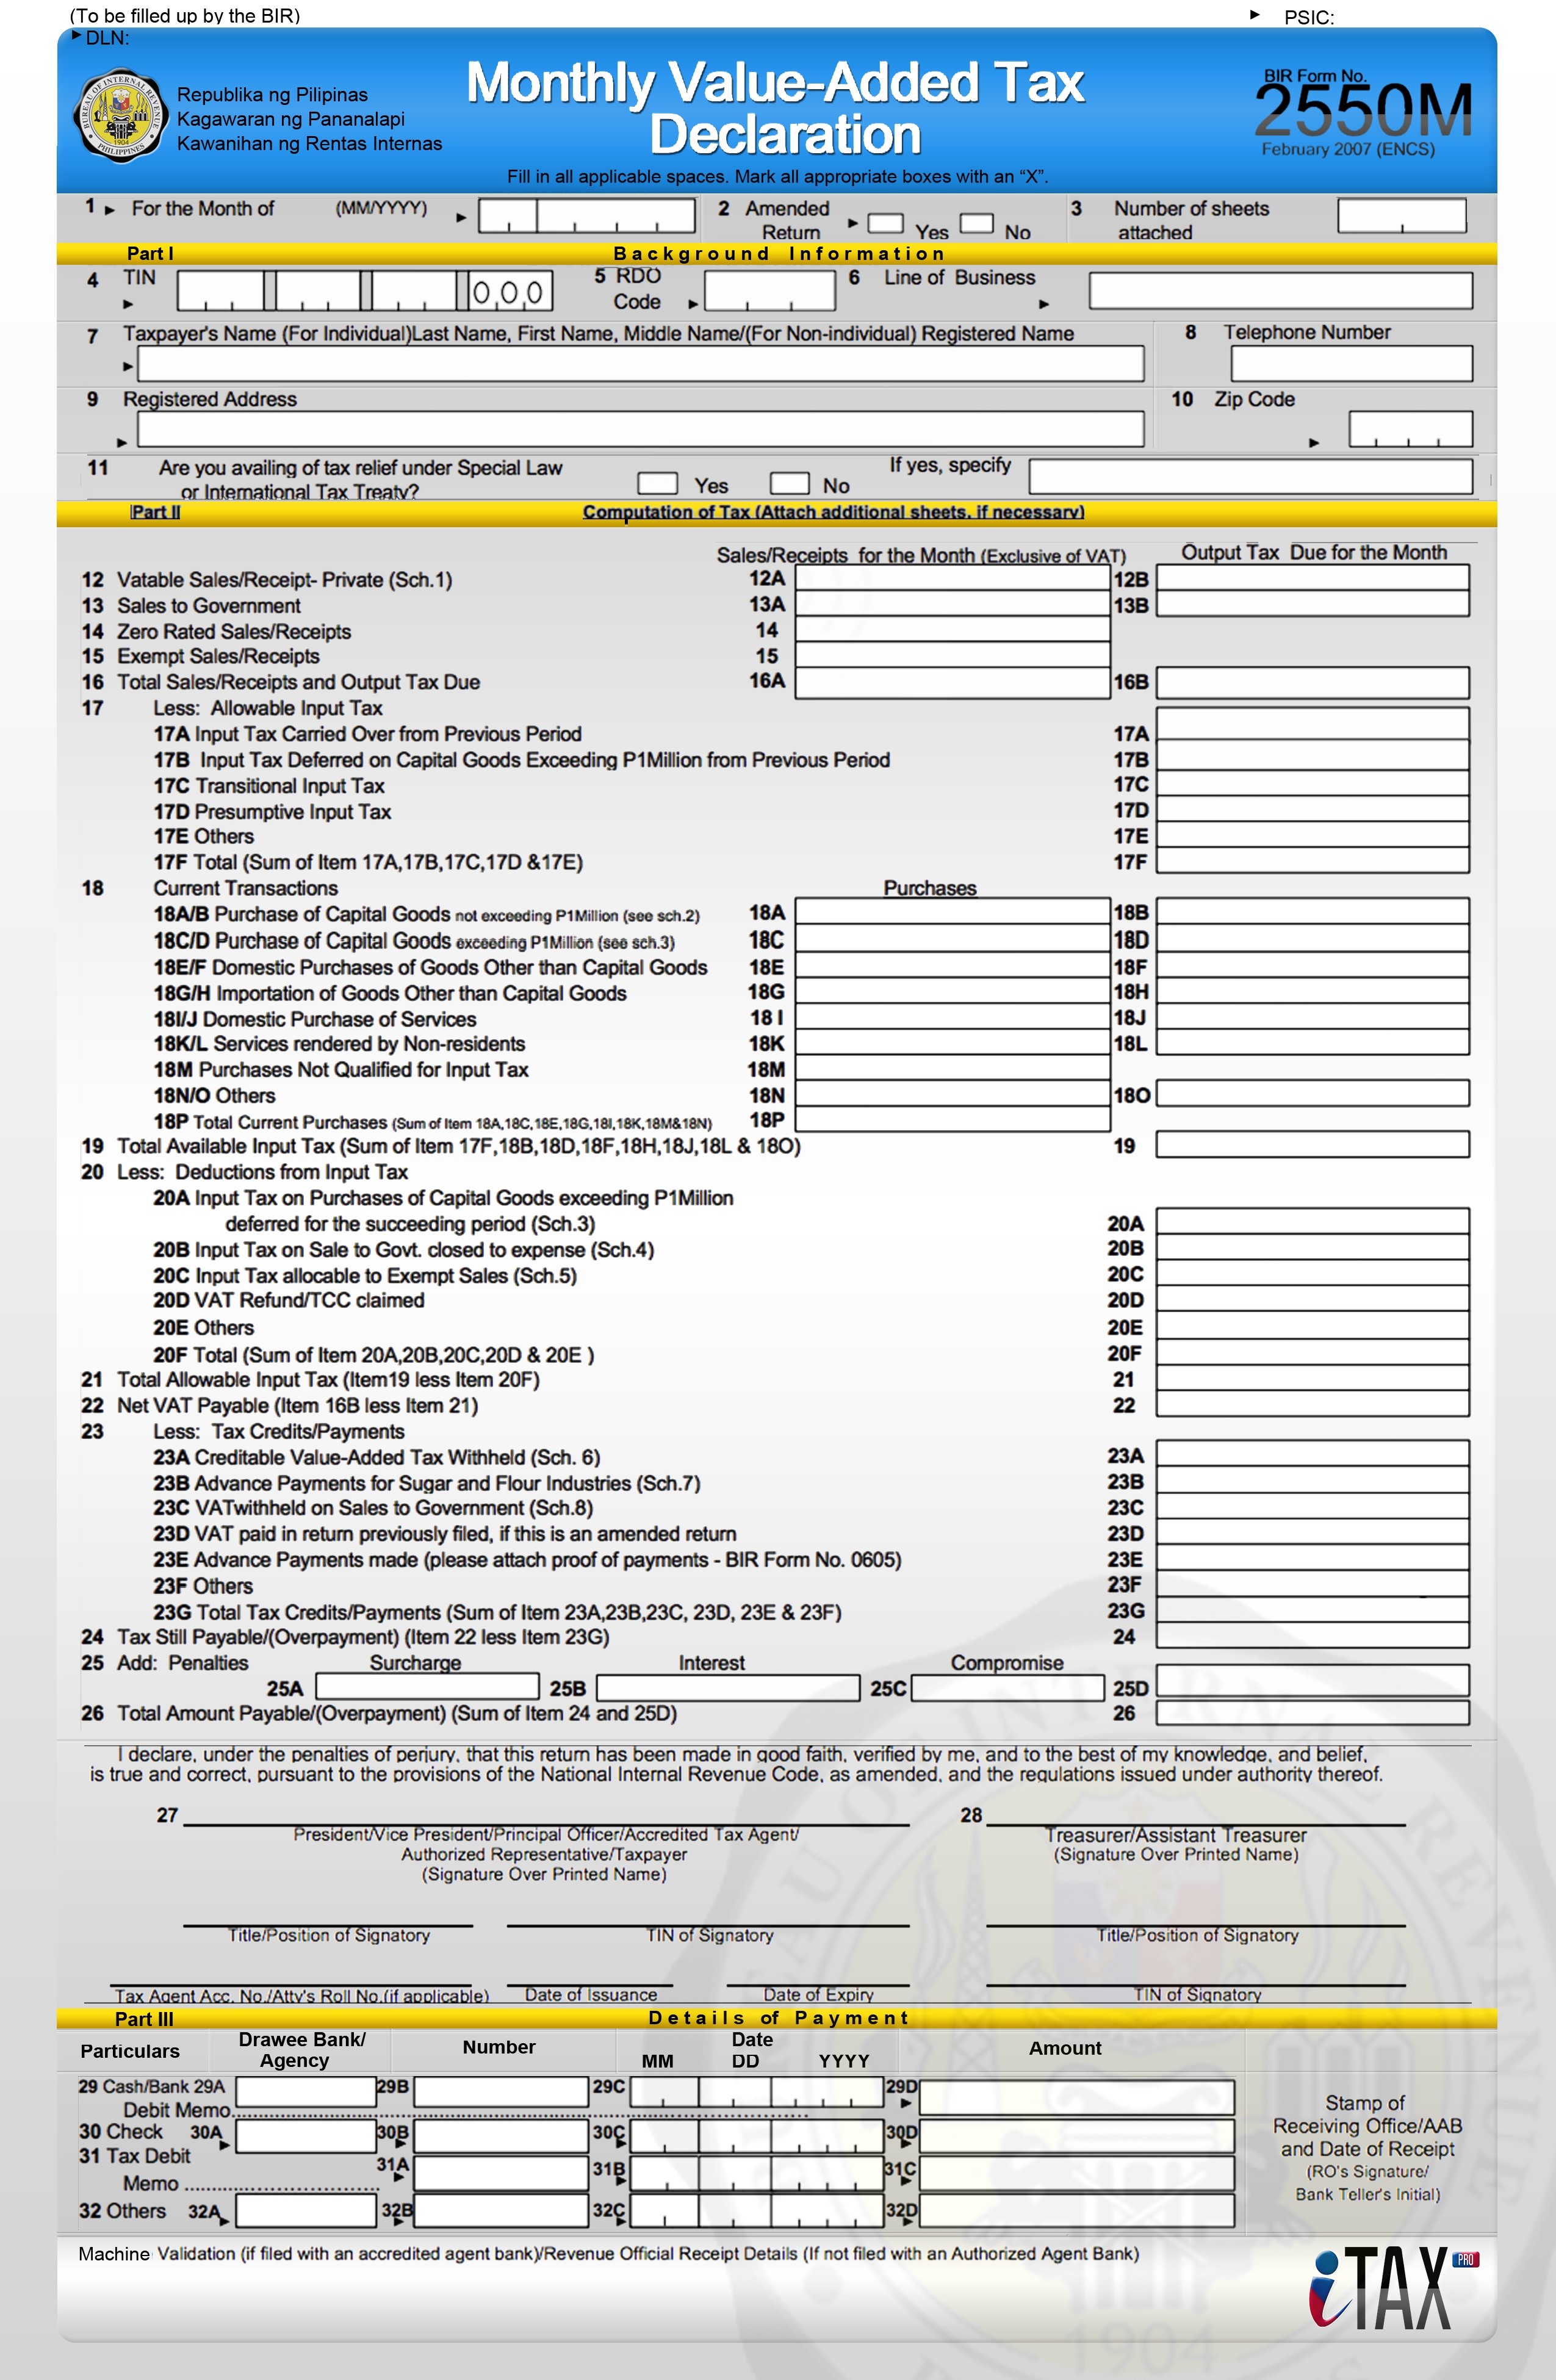 (To be filled up by the BIR)
PSIC:
DLN:
Republika ng Pilipinas
Kagawaran ng Pananalapi
Kawanihan ng Rentas Internas
Monthly Value-Added Tax
Declaration
Fill in all applicable spaces. Mark all appropriate boxes with an “X”.
BIR Form No.
2550M
February 2007 (ENCS)
1 For the Month of (MM/YYYY)
2 Amended Return Yes No
3 Number of sheets attached
Part I Background Information
4 TIN 000
5 RDO Code
6 Line of Business
7 Taxpayer's Name (For Individual)Last Name, First Name, Middle Name/(For Non-individual) Registered Name
8 Telephone Number
9 Registered Address
10 Zip Code
11 Are you availing of tax relief under Special Law
or International Tax Treaty? Yes No If yes, specify
Part II Computation of Tax (Attach additional sheets, if necessary)
Sales/Receipts for the Month (Exclusive of VAT) Output Tax Due for the Month
12 Vatable Sales/Receipt- Private (Sch.1) 12A 12B
13 Sales to Government 13A 13B
14 Zero Rated Sales/Receipts 14
15 Exempt Sales/Receipts 15
16 Total Sales/Receipts and Output Tax Due 16A 16B
17 Less: Allowable Input Tax
17A Input Tax Carried Over from Previous Period 17A
17B Input Tax Deferred on Capital Goods Exceeding P1Million from Previous Period 17B
17C Transitional Input Tax 17C
17D Presumptive Input Tax 17D
17E Others 17E
17F Total (Sum of Item 17A,17B,17C,17D &17E) 17F
18 Current Transactions Purchases
18A/B Purchase of Capital Goods not exceeding P1Million (see sch.2) 18A 18B
18C/D Purchase of Capital Goods exceeding P1Million (see sch.3) 18C 18D
18E/F Domestic Purchases of Goods Other than Capital Goods 18E 18F
18G/H Importation of Goods Other than Capital Goods 18G 18H
18I/J Domestic Purchase of Services 18 I 18J
18K/L Services rendered by Non-residents 18K 18L
18M Purchases Not Qualified for Input Tax 18M
18N/O Others 18N 18O
18P Total Current Purchases (Sum of Item 18A,18C,18E,18G,18I,18K,18M&18N) 18P
19 Total Available Input Tax (Sum of Item 17F,18B,18D,18F,18H,18J,18L & 18O) 19
20 Less: Deductions from Input Tax
20A Input Tax on Purchases of Capital Goods exceeding P1Million
deferred for the succeeding period (Sch.3) 20A
20B Input Tax on Sale to Govt. closed to expense (Sch.4) 20B
20C Input Tax allocable to Exempt Sales (Sch.5) 20C
20D VAT Refund/TCC claimed 20D
20E Others 20E
20F Total (Sum of Item 20A,20B,20C,20D & 20E ) 20F
21 Total Allowable Input Tax (Item19 less Item 20F) 21
22 Net VAT Payable (Item 16B less Item 21) 22
23 Less: Tax Credits/Payments
23A Creditable Value-Added Tax Withheld (Sch. 6) 23A
23B Advance Payments for Sugar and Flour Industries (Sch.7) 23B
23C VATwithheld on Sales to Government (Sch.8) 23C
23D VAT paid in return previously filed, if this is an amended return 23D
23E Advance Payments made (please attach proof of payments - BIR Form No. 0605) 23E
23F Others 23F
23G Total Tax Credits/Payments (Sum of Item 23A,23B,23C, 23D, 23E & 23F) 23G
24 Tax Still Payable/(Overpayment) (Item 22 less Item 23G) 24
25 Add: Penalties Surcharge Interest Compromise
25A 25B 25C 25D
26 Total Amount Payable/(Overpayment) (Sum of Item 24 and 25D) 26
I declare, under the penalties of perjury, that this return has been made in good faith, verified by me, and to the best of my knowledge, and belief,
is true and correct, pursuant to the provisions of the National Internal Revenue Code, as amended, and the regulations issued under authority thereof.
27 28
President/Vice President/Principal Officer/Accredited Tax Agent/ Treasurer/Assistant Treasurer
Authorized Representative/Taxpayer (Signature Over Printed Name)
(Signature Over Printed Name)
Title/Position of Signatory TIN of Signatory Title/Position of Signatory
Tax Agent Acc. No./Atty's Roll No.(if applicable) Date of Issuance Date of Expiry TIN of Signatory
Part III Details of Payment
Particulars Drawee Bank/ Agency Number Date MM DD YYYY Amount
29 Cash/Bank 29A 29B 29C 29D
Debit Memo
30 Check 30A 30B 30C 30D
31 Tax Debit 31A 31B 31C
Memo
32 Others 32A 32B 32C 32D
Stamp of
Receiving Office/AAB
and Date of Receipt
(RO's Signature/
Bank Teller's Initial)
Machine Validation (if filed with an accredited agent bank)/Revenue Official Receipt Details (If not filed with an Authorized Agent Bank)
iTAX PRO
BUREAU OF INTERNAL REVENUE
1904
PHILIPPINES